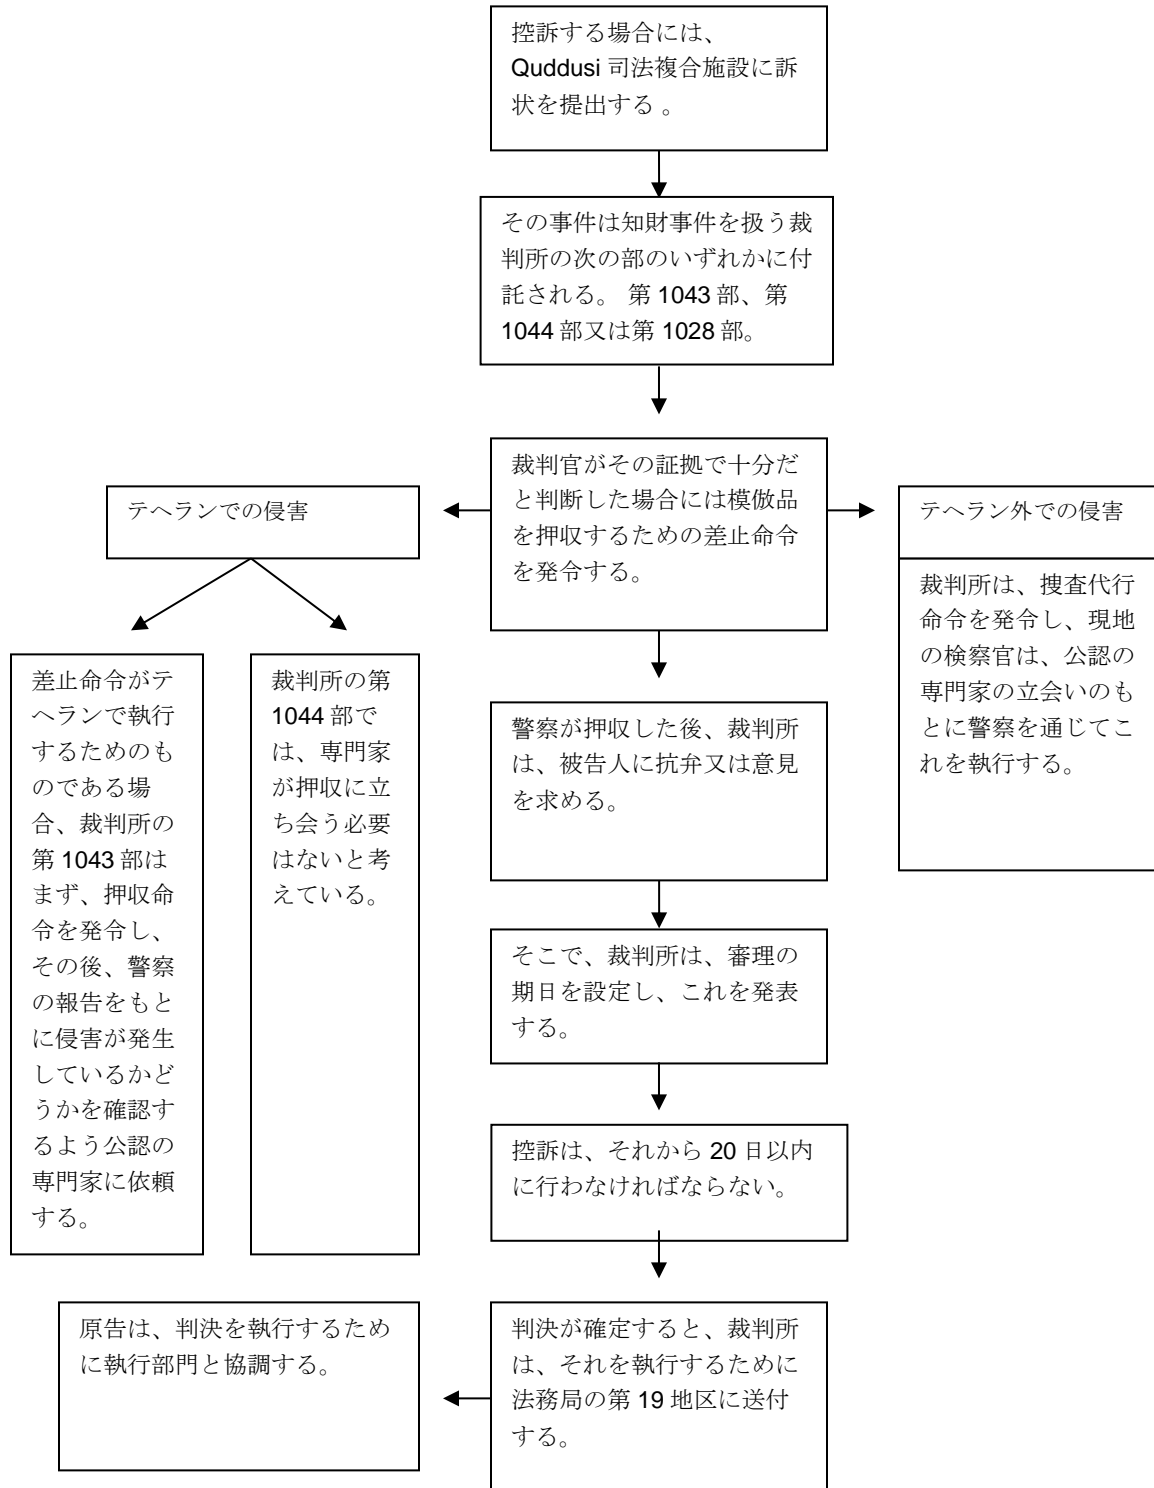 控訴する場合には、
Quddusi 司法複合施設に訴
状を提出する 。
その事件は知財事件を扱う裁
判所の次の部のいずれかに付
託される。 第 1043 部、第
1044 部又は第 1028 部。
裁判官がその証拠で十分だ
と判断した場合には模倣品
を押収するための差止命令
を発令する。
テヘランでの侵害
テヘラン外での侵害
裁判所は、捜査代行
命令を発令し、現地
の検察官は、公認の
専門家の立会いのも
とに警察を通じてこ
れを執行する。
差止命令がテ
ヘランで執行
するためのも
のである場
合、裁判所の
第 1043 部は
まず、押収命
令を発令し、
その後、警察
の報告をもと
に侵害が発生
しているかど
うかを確認す
るよう公認の
専門家に依頼
する。
裁判所の第
1044 部で
は、専門家
が押収に立
ち会う必要
はないと考
えている。
警察が押収した後、裁判所
は、被告人に抗弁又は意見
を求める。
そこで、裁判所は、審理の
期日を設定し、これを発表
する。
控訴は、それから 20 日以内
に行わなければならない。
判決が確定すると、裁判所
は、それを執行するために
法務局の第 19 地区に送付
する。
原告は、判決を執行するため
に執行部門と協調する。